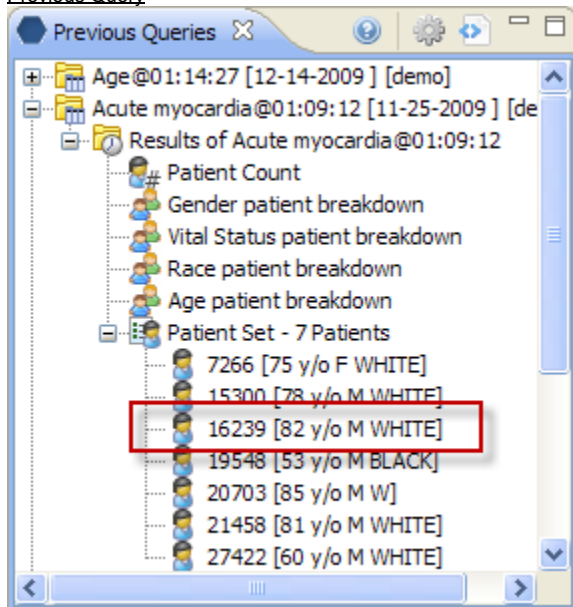 Previous Query
Previous Queries
Age@01:14:27 [12-14-2009 ] [demo]
Acute myocardia@01:09:12 [11-25-2009 ] [de
Results of Acute myocardia@01:09:12
# Patient Count
Gender patient breakdown
Vital Status patient breakdown
Race patient breakdown
Age patient breakdown
Patient Set - 7 Patients
7266 [75 y/o F WHITE]
15300 [78 y/o M WHITE]
16239 [82 y/o M WHITE]
19548 [53 y/o M BLACK]
20703 [85 y/o M W]
21458 [81 y/o M WHITE]
27422 [60 y/o M WHITE]